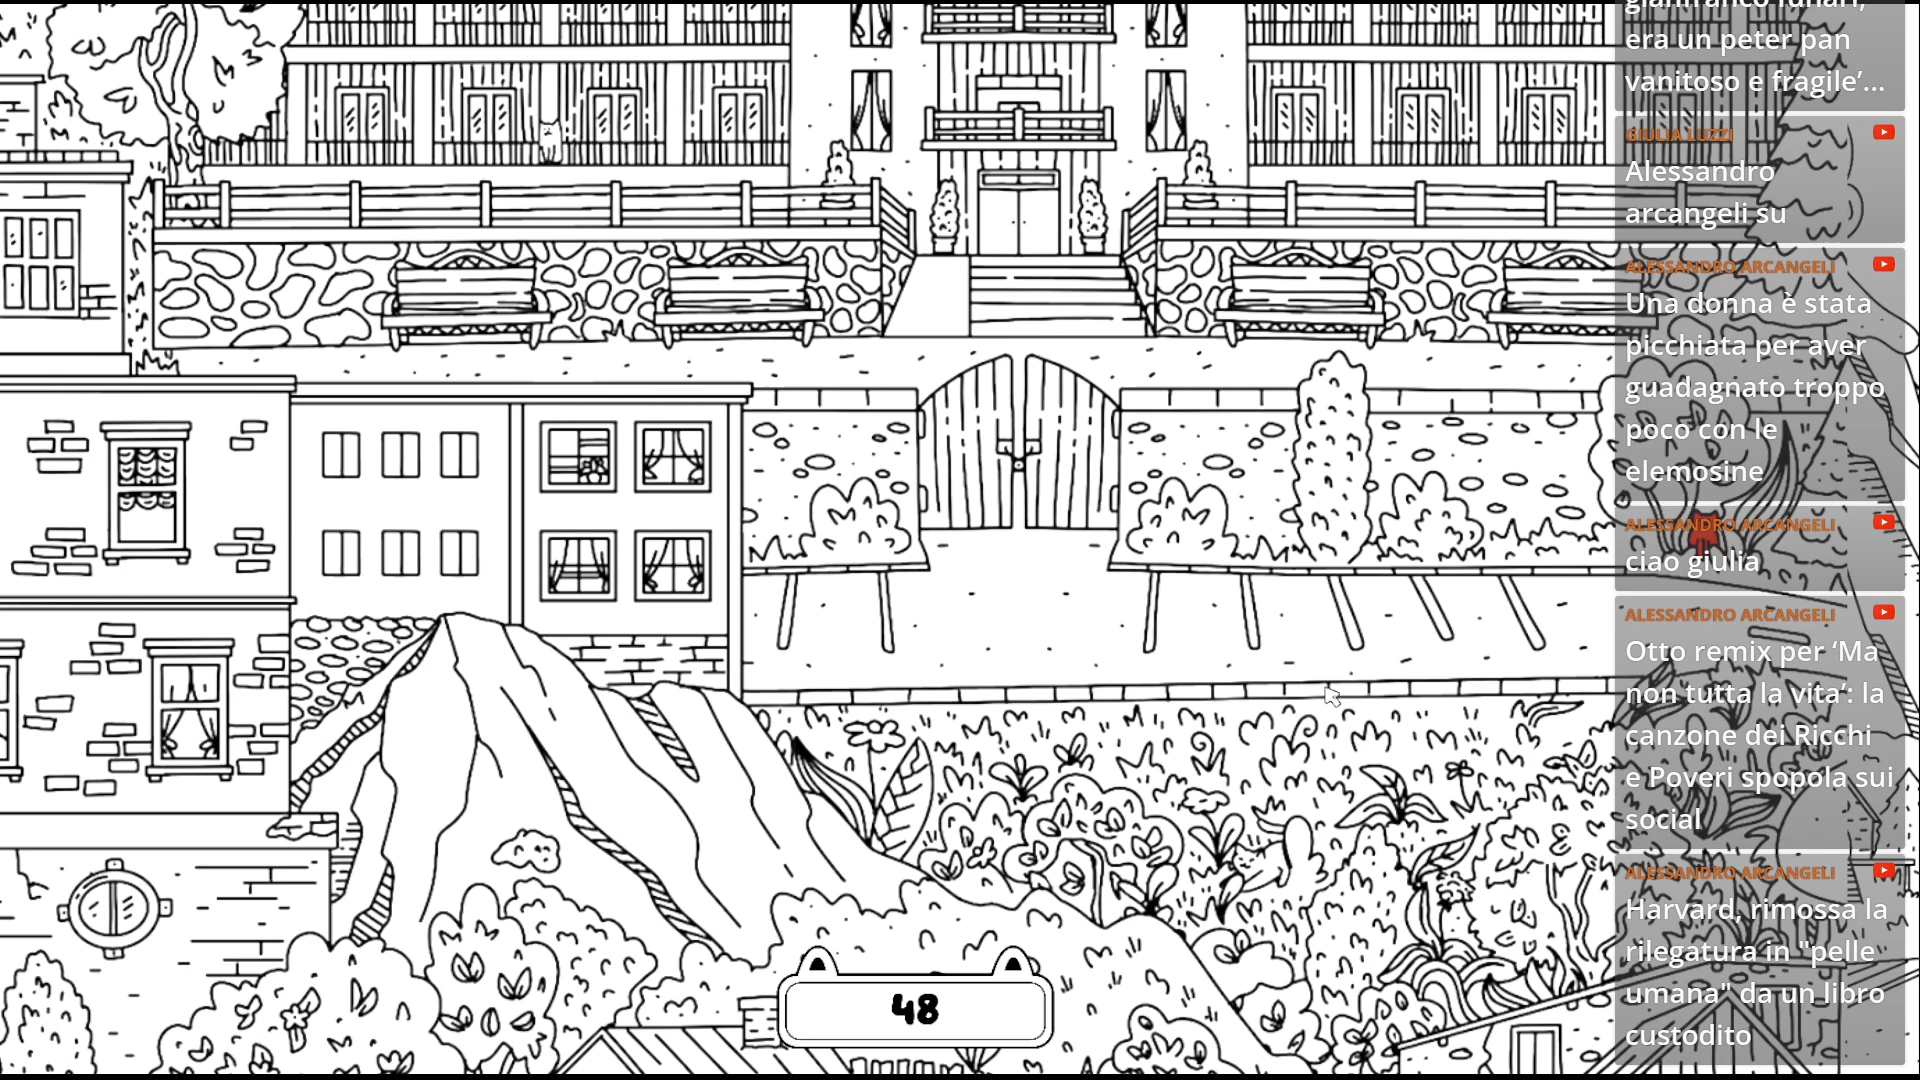 gianfranco funari,
era un peter pan
vanitoso e fragile’...
GIULIA LUZZI
Alessandro
arcangeli su
ALESSANDRO ARCANGELI
Una donna è stata
picchiata per aver
guadagnato troppo
poco con le
elemosine
ALESSANDRO ARCANGELI
ciao giulia
ALESSANDRO ARCANGELI
Otto remix per ‘Ma
non tutta la vita’: la
canzone dei Ricchi
e Poveri spopola sui
social
ALESSANDRO ARCANGELI
Harvard, rimossa la
rilegatura in "pelle
umana" da un libro
custodito
48